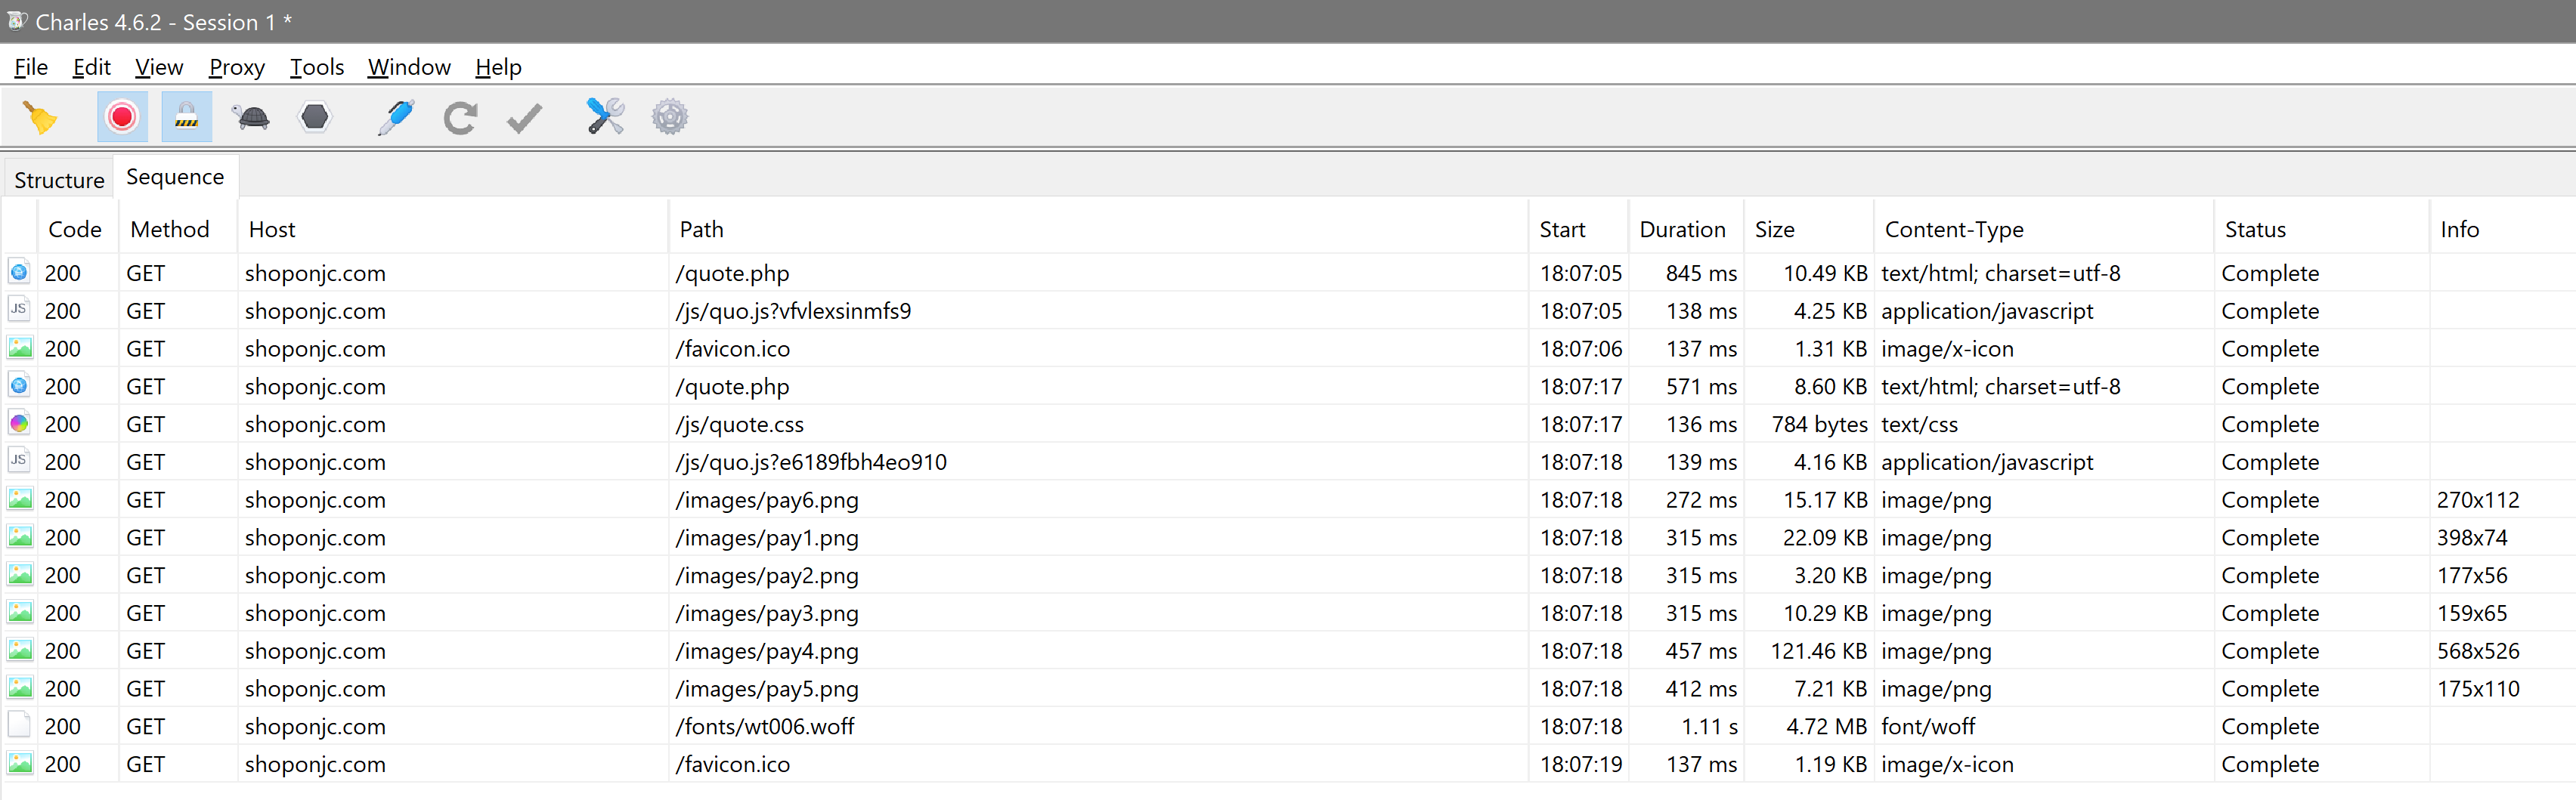 Charles 4.6.2 - Session 1 *
File Edit View Proxy Tools Window Help
Structure Sequence
Code Method Host Path Start Duration Size Content-Type Status Info
200 GET shoponjc.com /quote.php 18:07:05 845 ms 10.49 KB text/html; charset=utf-8 Complete
JS 200 GET shoponjc.com /js/quo.js?vfvlexsinmfs9 18:07:05 138 ms 4.25 KB application/javascript Complete
200 GET shoponjc.com /favicon.ico 18:07:06 137 ms 1.31 KB image/x-icon Complete
200 GET shoponjc.com /quote.php 18:07:17 571 ms 8.60 KB text/html; charset=utf-8 Complete
200 GET shoponjc.com /js/quote.css 18:07:17 136 ms 784 bytes text/css Complete
JS 200 GET shoponjc.com /js/quo.js?e6189fbh4eo910 18:07:18 139 ms 4.16 KB application/javascript Complete
200 GET shoponjc.com /images/pay6.png 18:07:18 272 ms 15.17 KB image/png Complete 270x112
200 GET shoponjc.com /images/pay1.png 18:07:18 315 ms 22.09 KB image/png Complete 398x74
200 GET shoponjc.com /images/pay2.png 18:07:18 315 ms 3.20 KB image/png Complete 177x56
200 GET shoponjc.com /images/pay3.png 18:07:18 315 ms 10.29 KB image/png Complete 159x65
200 GET shoponjc.com /images/pay4.png 18:07:18 457 ms 121.46 KB image/png Complete 568x526
200 GET shoponjc.com /images/pay5.png 18:07:18 412 ms 7.21 KB image/png Complete 175x110
200 GET shoponjc.com /fonts/wt006.woff 18:07:18 1.11 s 4.72 MB font/woff Complete
200 GET shoponjc.com /favicon.ico 18:07:19 137 ms 1.19 KB image/x-icon Complete